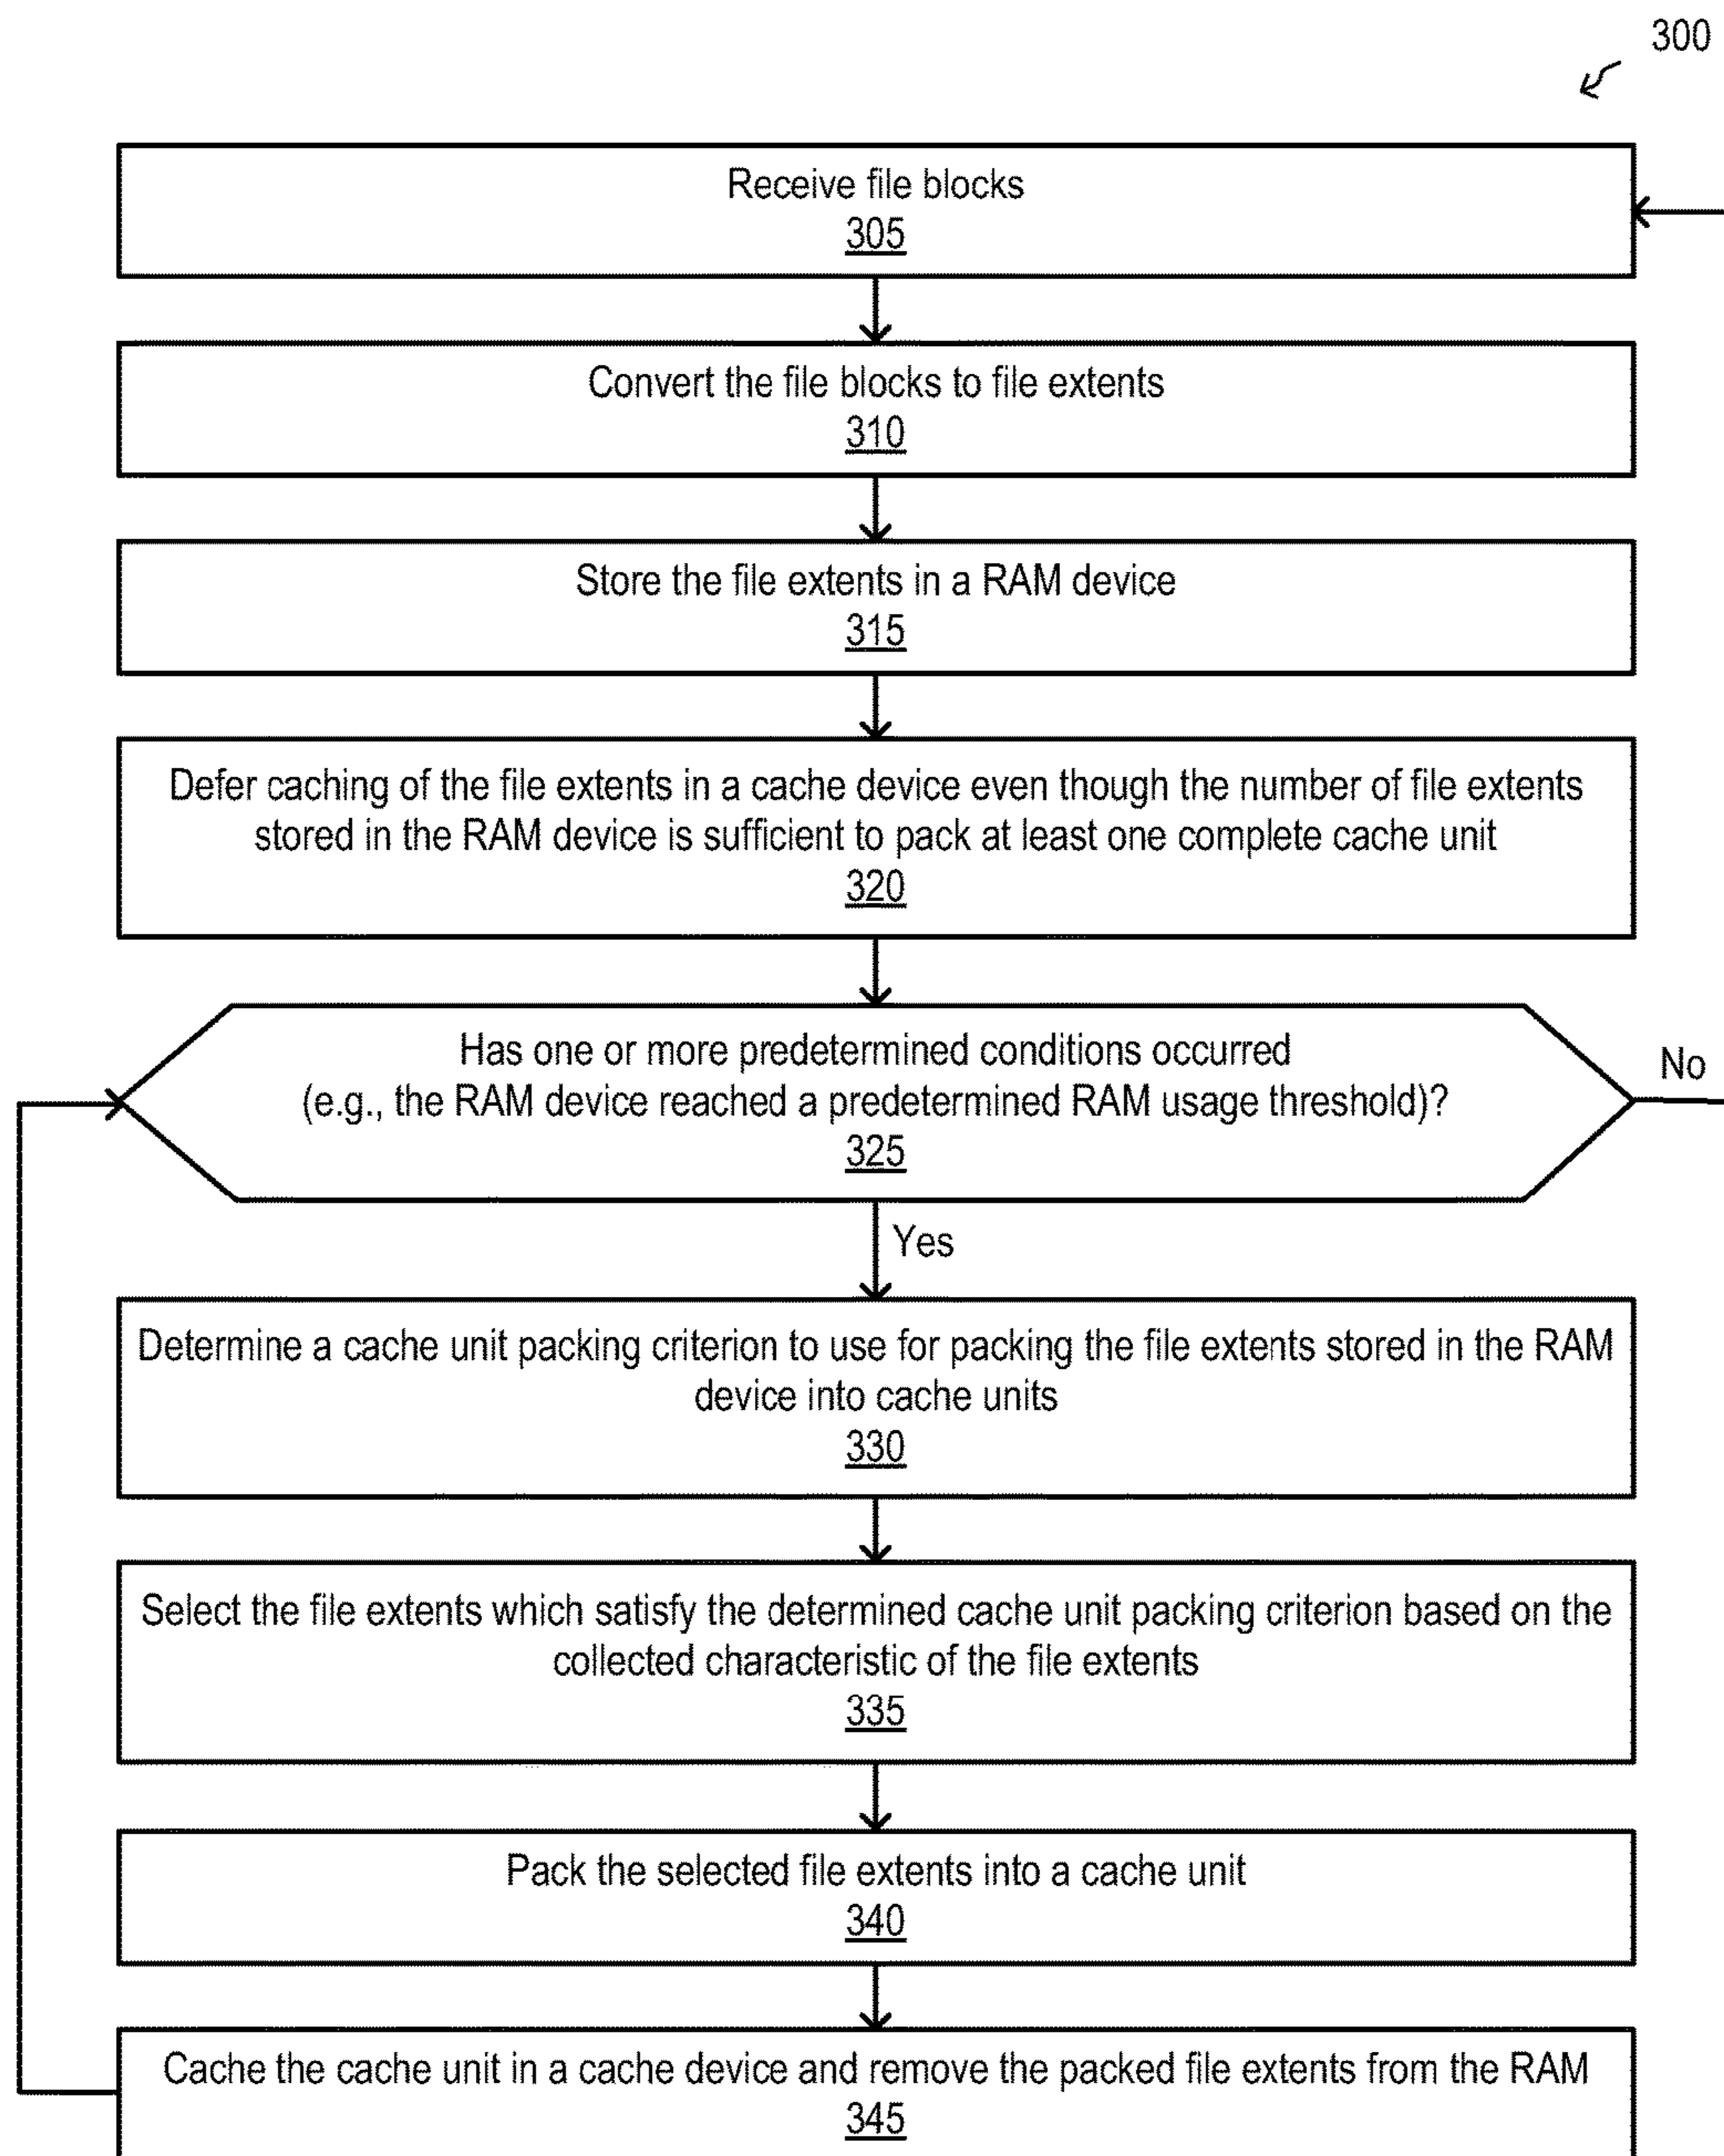 300
Receive file blocks
305
Convert the file blocks to file extents
310
Store the file extents in a RAM device
315
Defer caching of the file extents in a cache device even though the number of file extents
stored in the RAM device is sufficient to pack at least one complete cache unit
320
Has one or more predetermined conditions occurred
(e.g., the RAM device reached a predetermined RAM usage threshold)?
325
No
Yes
Determine a cache unit packing criterion to use for packing the file extents stored in the RAM
device into cache units
330
Select the file extents which satisfy the determined cache unit packing criterion based on the
collected characteristic of the file extents
335
Pack the selected file extents into a cache unit
340
Cache the cache unit in a cache device and remove the packed file extents from the RAM
345